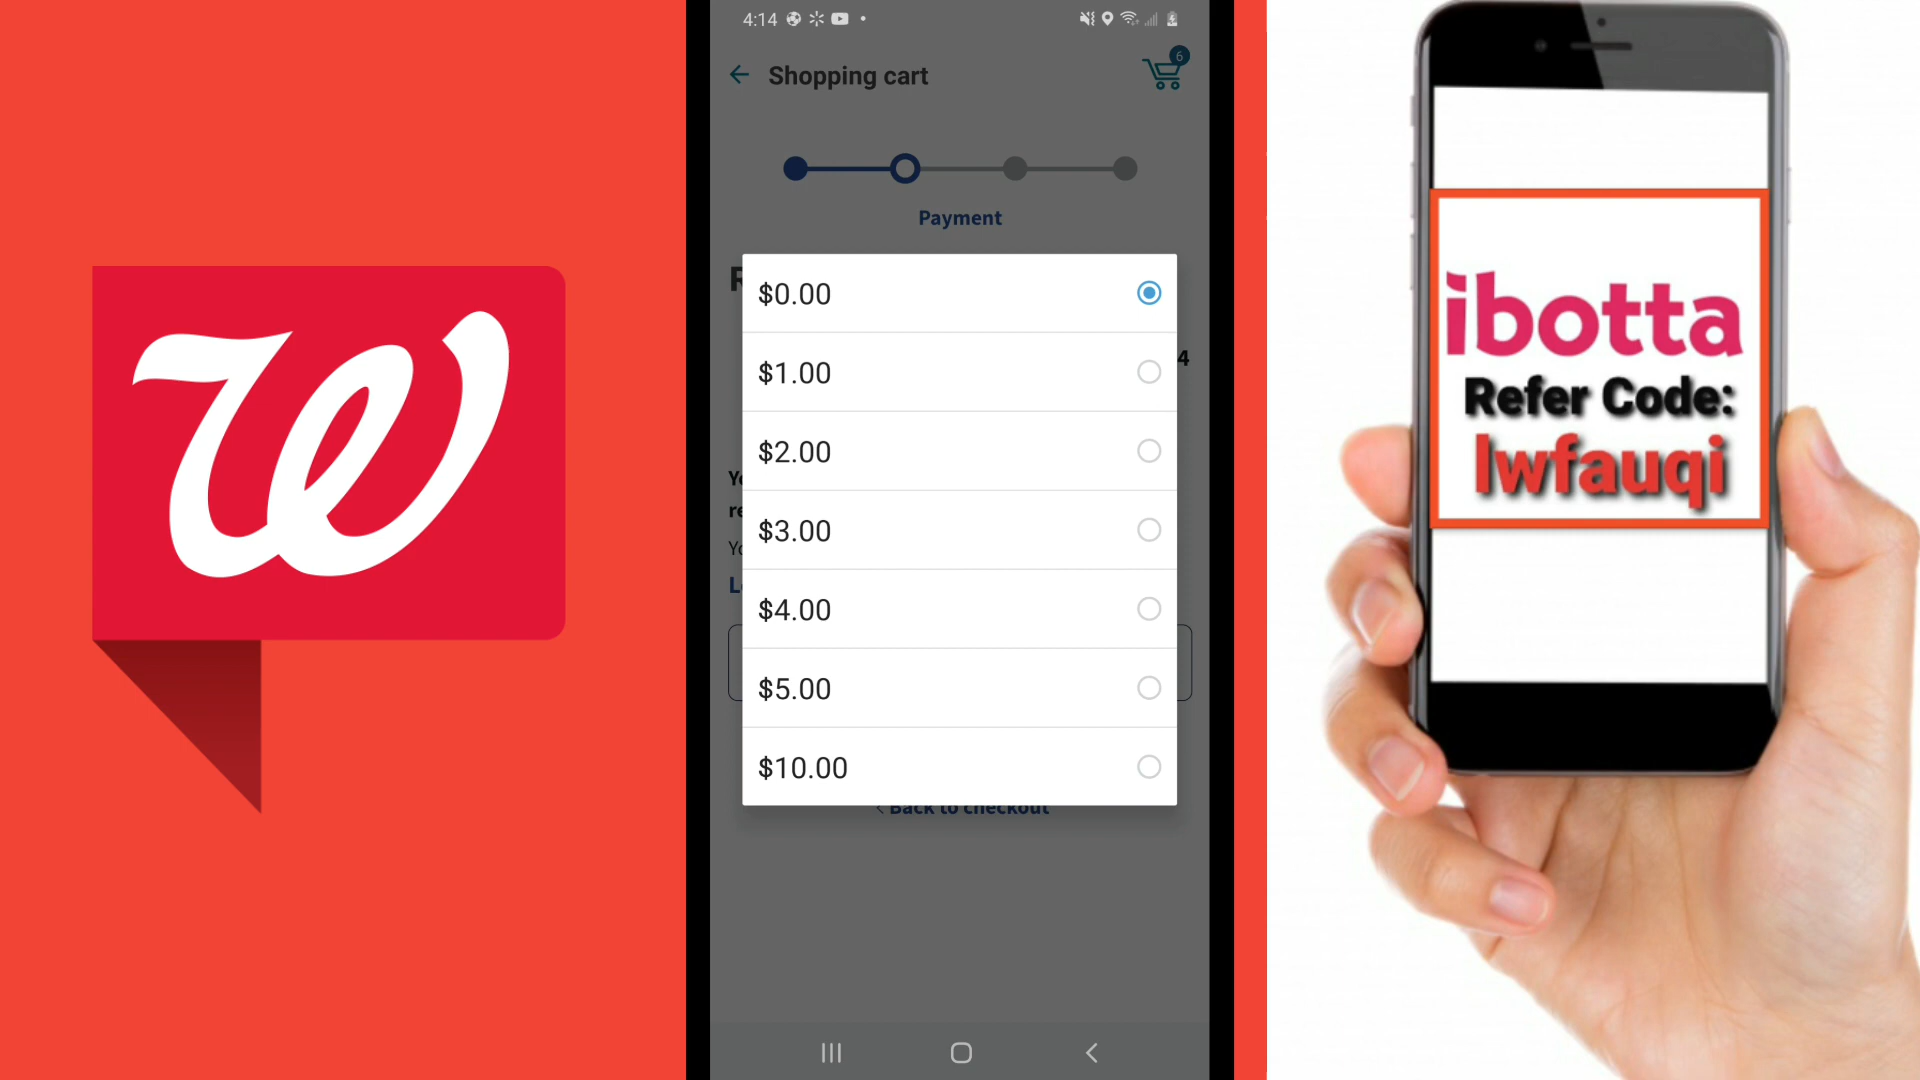 4:14
6
Shopping cart
Payment
$0.00
$1.00
$2.00
$3.00
$4.00
$5.00
$10.00
Back to checkout
ibotta
Refer Code:
lwfauqi